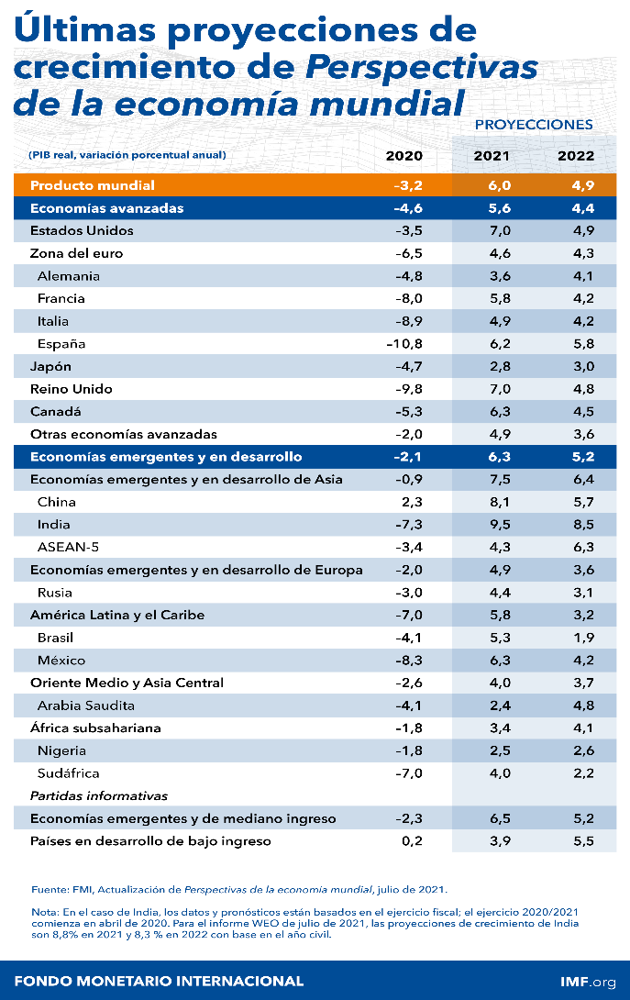 Últimas proyecciones de
crecimiento de Perspectivas
de la economía mundial
PROYECCIONES
(PIB real, variación porcentual anual) 2020 2021 2022
Producto mundial –3,2 6,0 4,9
Economías avanzadas –4,6 5,6 4,4
Estados Unidos –3,5 7,0 4,9
Zona del euro –6,5 4,6 4,3
Alemania –4,8 3,6 4,1
Francia –8,0 5,8 4,2
Italia –8,9 4,9 4,2
España –10,8 6,2 5,8
Japón –4,7 2,8 3,0
Reino Unido –9,8 7,0 4,8
Canadá –5,3 6,3 4,5
Otras economías avanzadas –2,0 4,9 3,6
Economías emergentes y en desarrollo –2,1 6,3 5,2
Economías emergentes y en desarrollo de Asia –0,9 7,5 6,4
China 2,3 8,1 5,7
India –7,3 9,5 8,5
ASEAN-5 –3,4 4,3 6,3
Economías emergentes y en desarrollo de Europa –2,0 4,9 3,6
Rusia –3,0 4,4 3,1
América Latina y el Caribe –7,0 5,8 3,2
Brasil –4,1 5,3 1,9
México –8,3 6,3 4,2
Oriente Medio y Asia Central –2,6 4,0 3,7
Arabia Saudita –4,1 2,4 4,8
África subsahariana –1,8 3,4 4,1
Nigeria –1,8 2,5 2,6
Sudáfrica –7,0 4,0 2,2
Partidas informativas
Economías emergentes y de mediano ingreso –2,3 6,5 5,2
Países en desarrollo de bajo ingreso 0,2 3,9 5,5
Fuente: FMI, Actualización de Perspectivas de la economía mundial, julio de 2021.
Nota: En el caso de India, los datos y pronósticos están basados en el ejercicio fiscal; el ejercicio 2020/2021
comienza en abril de 2020. Para el informe WEO de julio de 2021, las proyecciones de crecimiento de India
son 8,8% en 2021 y 8,3 % en 2022 con base en el año civil.
FONDO MONETARIO INTERNACIONAL IMF.org